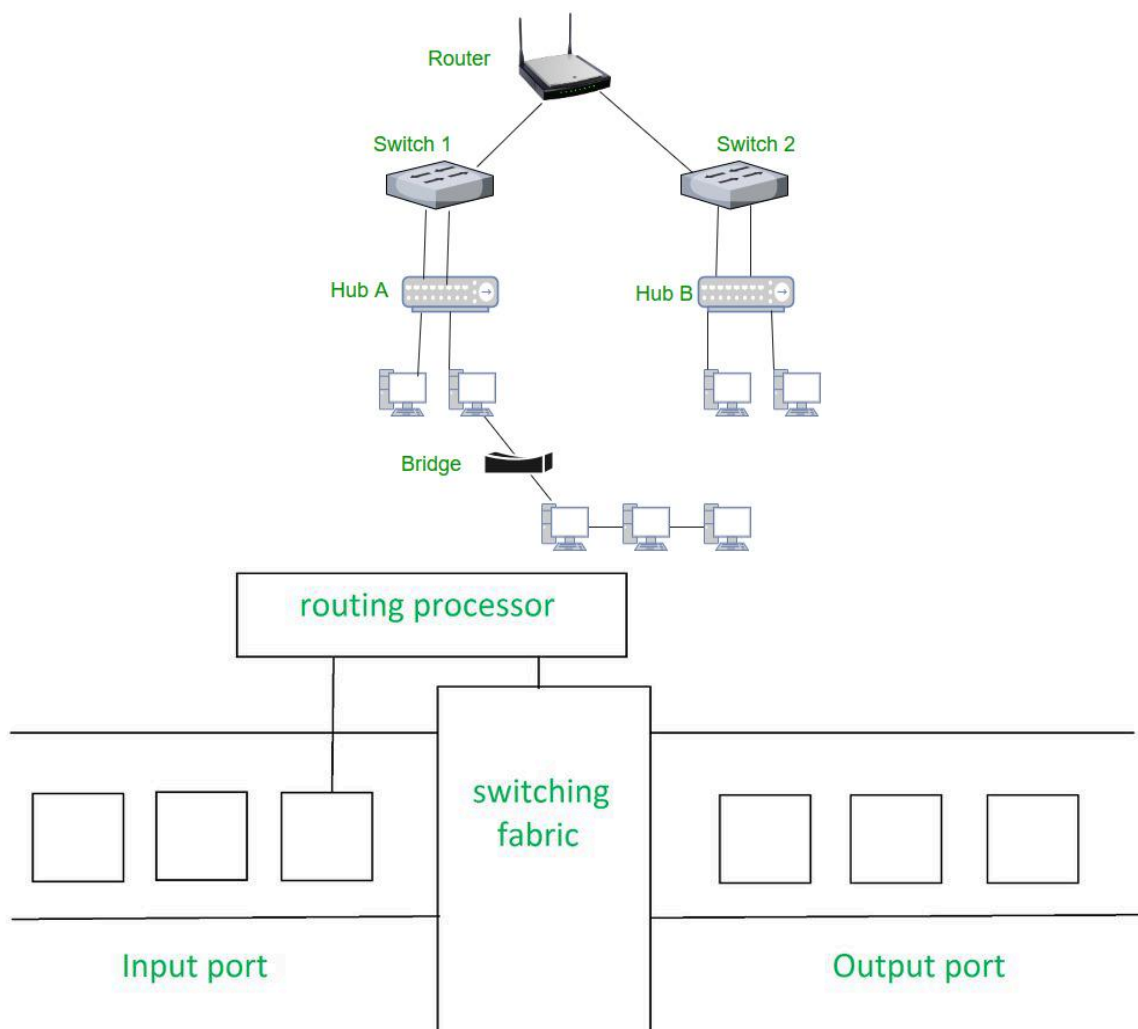 Router
Switch 1
Switch 2
Hub A
Hub B
Bridge
routing processor
switching
fabric
Input port
Output port